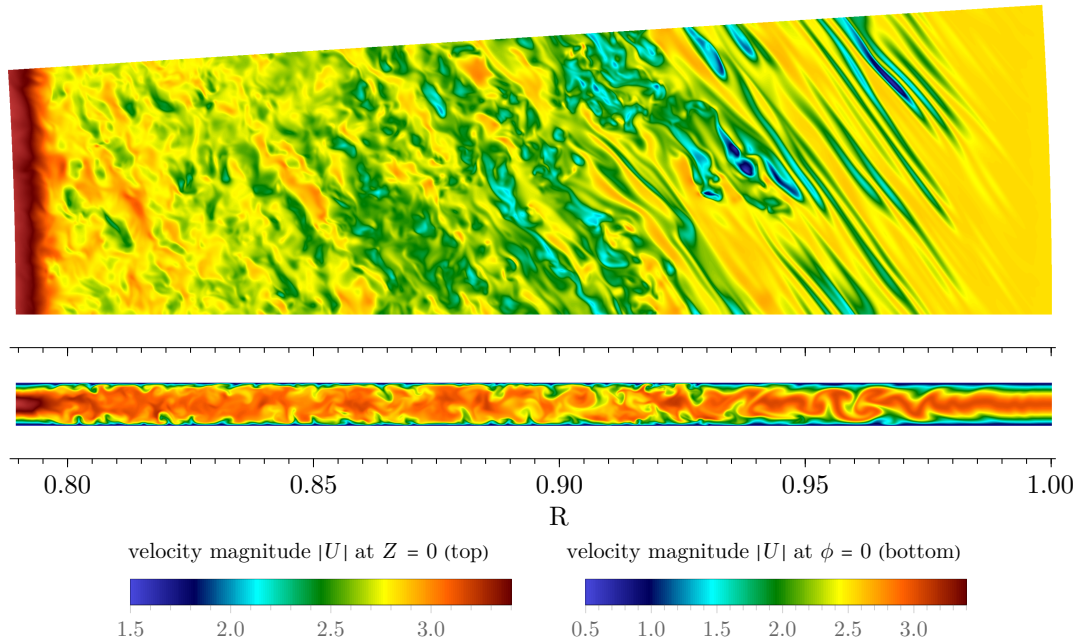 0.80 0.85 0.90 0.95 1.00
R
velocity magnitude |U| at Z = 0 (top) velocity magnitude |U| at ϕ = 0 (bottom)
1.5 2.0 2.5 3.0 0.5 1.0 1.5 2.0 2.5 3.0